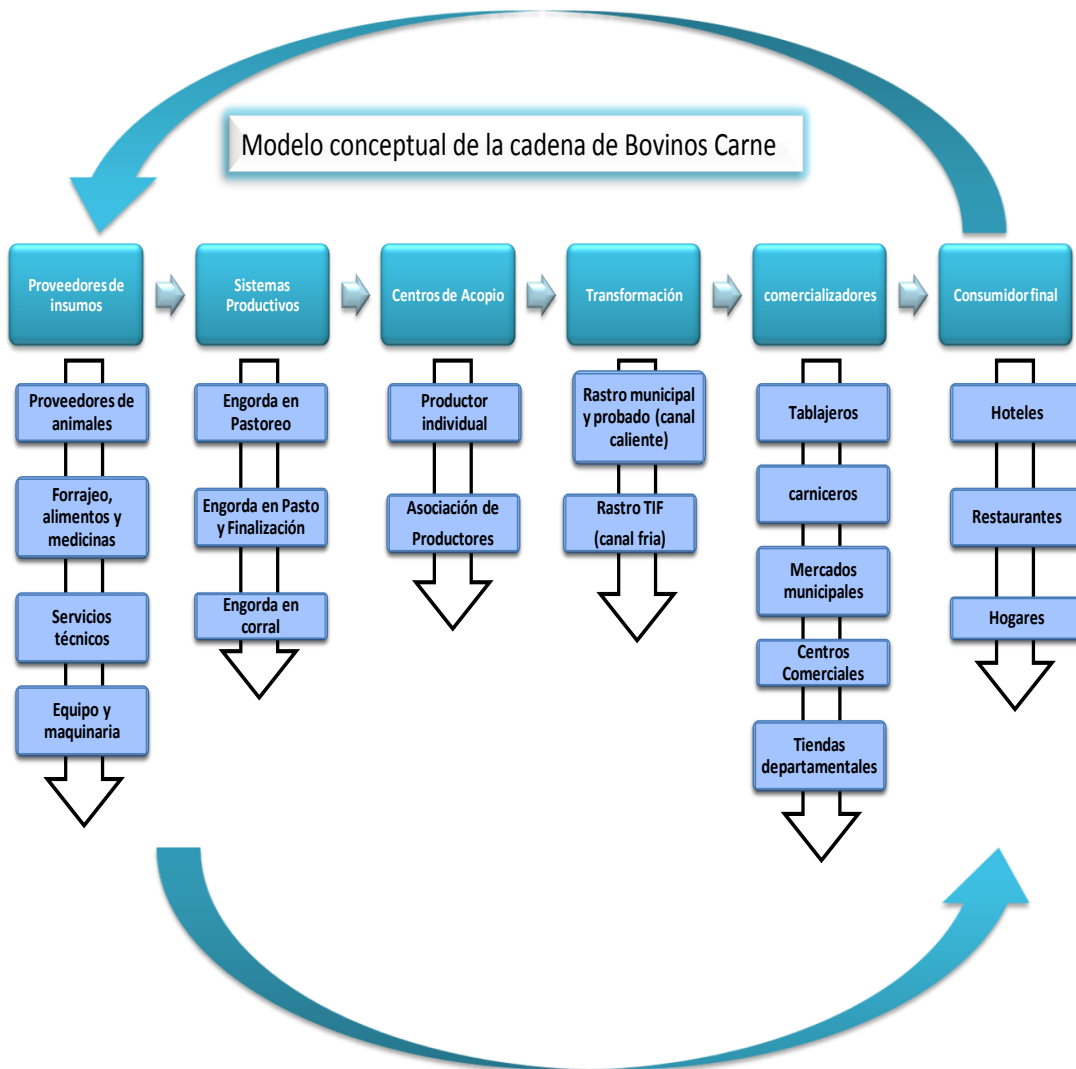 Modelo conceptual de la cadena de Bovinos Carne
Proveedores de
insumos
Sistemas
Productivos
Centros de Acopio
Transformación
comercializadores
Consumidor final
Proveedores de
animales
Forrajeo,
alimentos y
medicinas
Servicios
técnicos
Equipo y
maquinaria
Engorda en
Pastoreo
Engorda en Pasto
y Finalización
Engorda en
corral
Productor
individual
Asociación de
Productores
Rastro municipal
y probado (canal
caliente)
Rastro TIF
(canal fria)
Tablajeros
carniceros
Mercados
municipales
Centros
Comerciales
Tiendas
departamentales
Hoteles
Restaurantes
Hogares